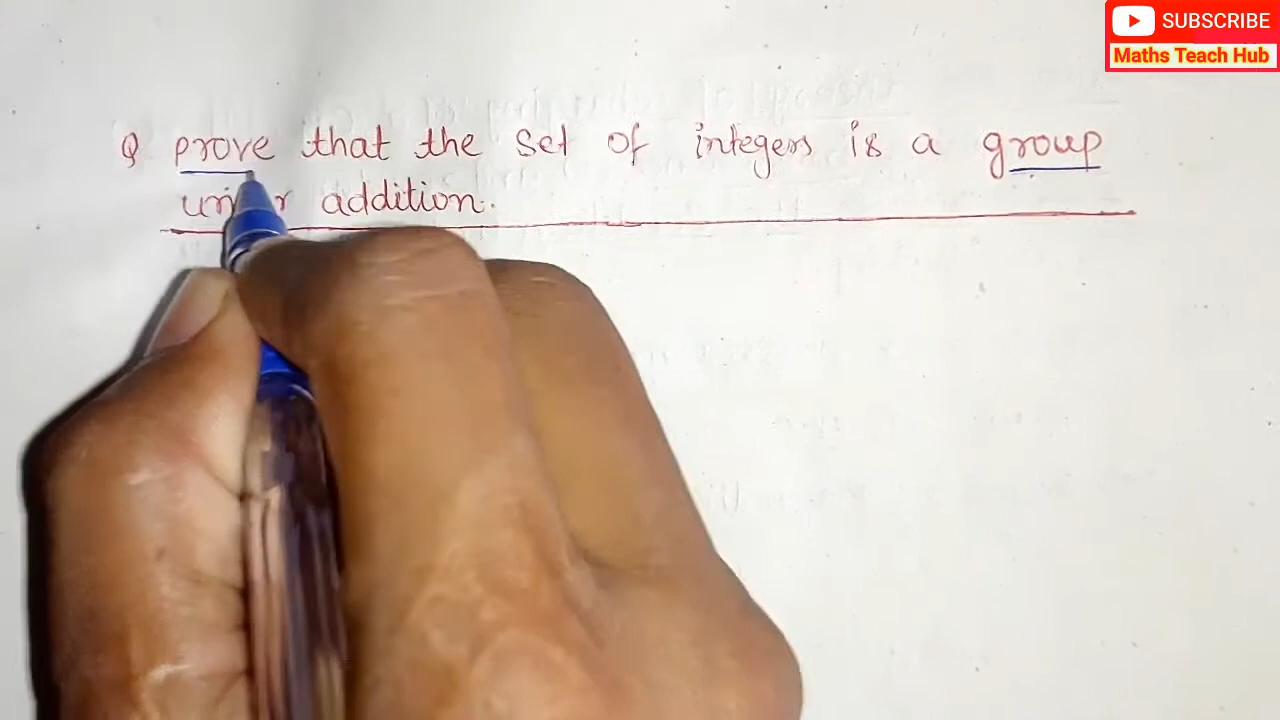 SUBSCRIBE
Maths Teach Hub
Q prove that the set of integers is a group
addition.